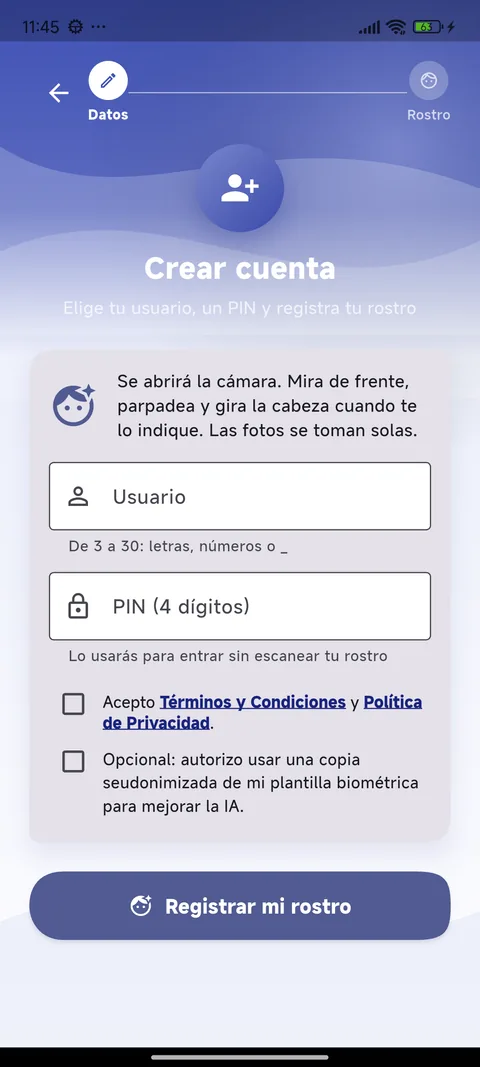 11:45
63
Datos
Rostro
Crear cuenta
Elige tu usuario, un PIN y registra tu rostro
Se abrirá la cámara. Mira de frente,
parpadea y gira la cabeza cuando te
lo indique. Las fotos se toman solas.
Usuario
De 3 a 30: letras, números o _
PIN (4 dígitos)
Lo usarás para entrar sin escanear tu rostro
Acepto Términos y Condiciones y Política
de Privacidad.
Opcional: autorizo usar una copia
seudonimizada de mi plantilla biométrica
para mejorar la IA.
Registrar mi rostro